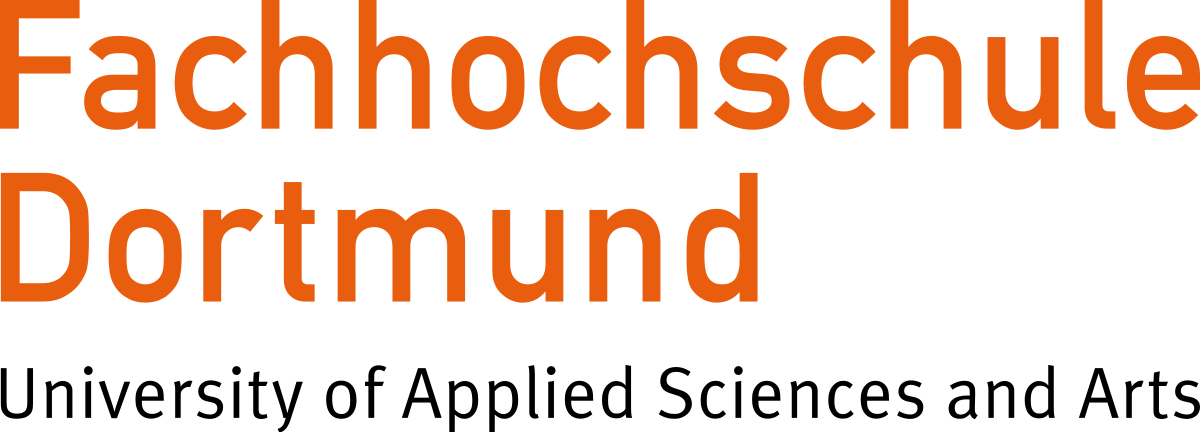 Fachhochschule
Dortmund
University of Applied Sciences and Arts